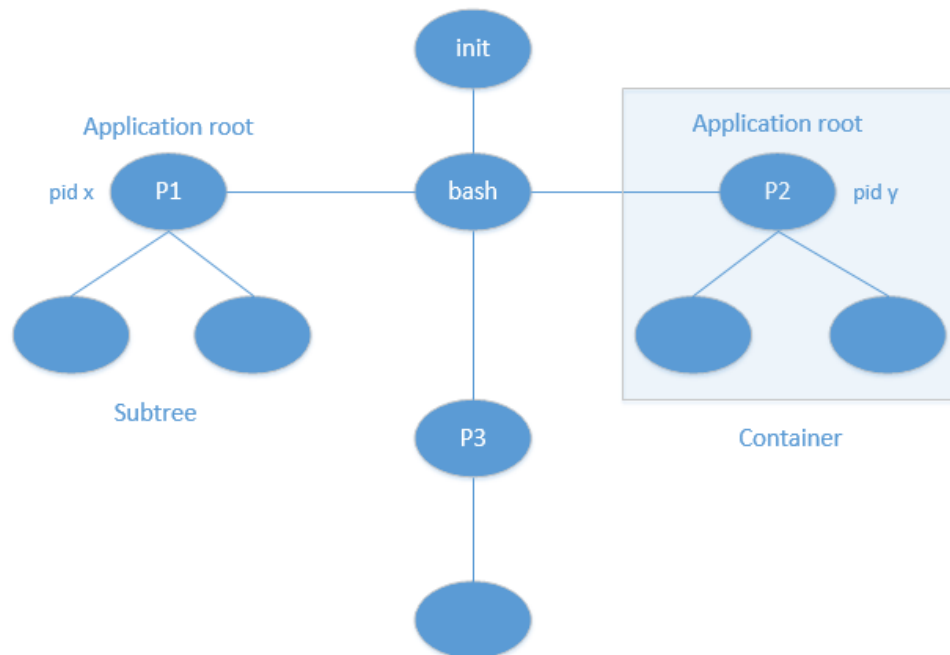 init
Application root
Application root
pid x
P1
bash
P2
pid y
Subtree
P3
Container